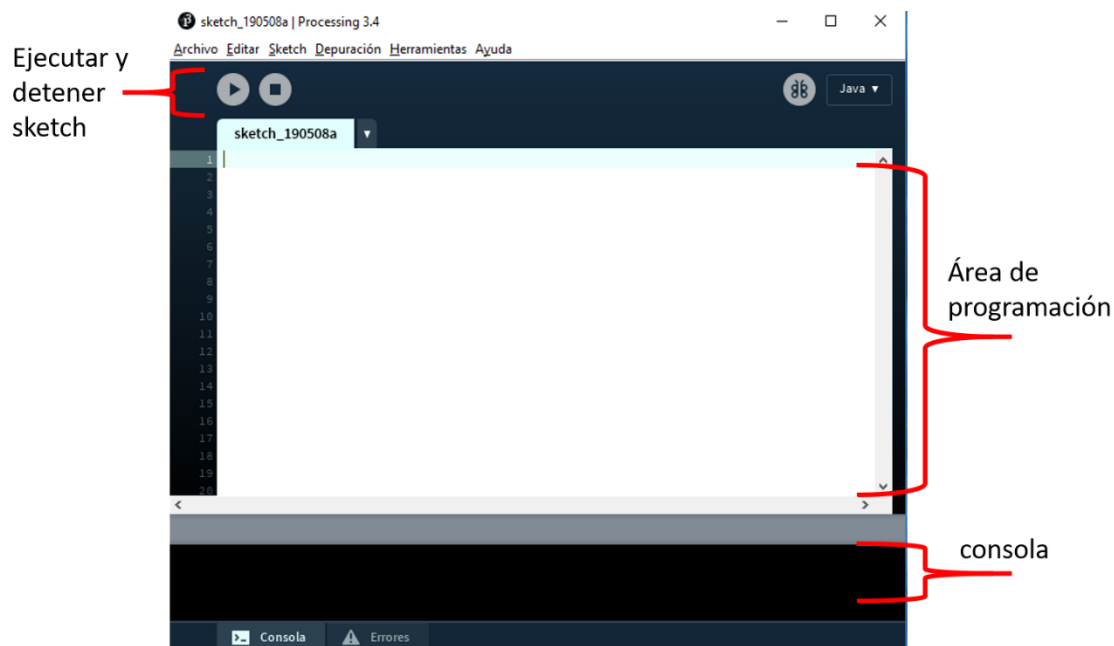 sketch_190508a | Processing 3.4
Archivo Editar Sketch Depuración Herramientas Ayuda
Ejecutar y
detener
sketch
Java
sketch_190508a
1
2
3
4
5
6
7
8
9
10
11
12
13
14
15
16
17
18
19
20
Área de
programación
consola
Consola
Errores